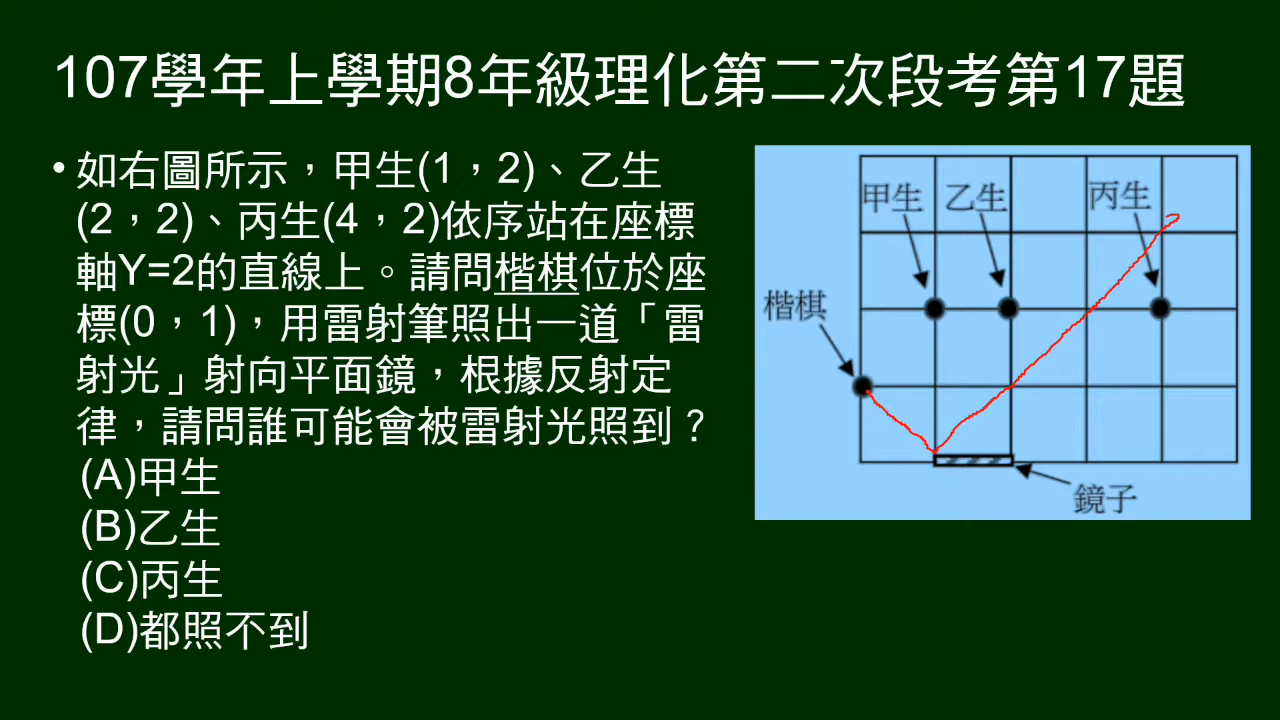 107學年上學期8年級理化第二次段考第17題
• 如右圖所示，甲生(1，2)、乙生
(2，2)、丙生(4，2)依序站在座標
軸Y=2的直線上。請問楷棋位於座
標(0，1)，用雷射筆照出一道「雷
射光」射向平面鏡，根據反射定
律，請問誰可能會被雷射光照到？
(A)甲生
(B)乙生
(C)丙生
(D)都照不到
甲生
乙生
丙生
楷棋
鏡子